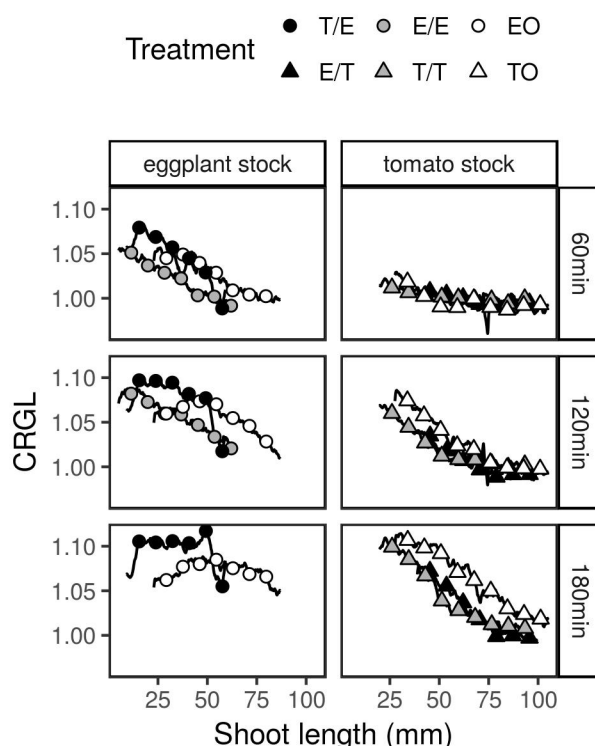 Treatment
T/E E/E EO
E/T T/T TO
eggplant stock tomato stock
1.10
1.05
1.00
60min
1.10
1.05
1.00
120min
1.10
1.05
1.00
180min
CRGL
25 50 75 100 25 50 75 100
Shoot length (mm)